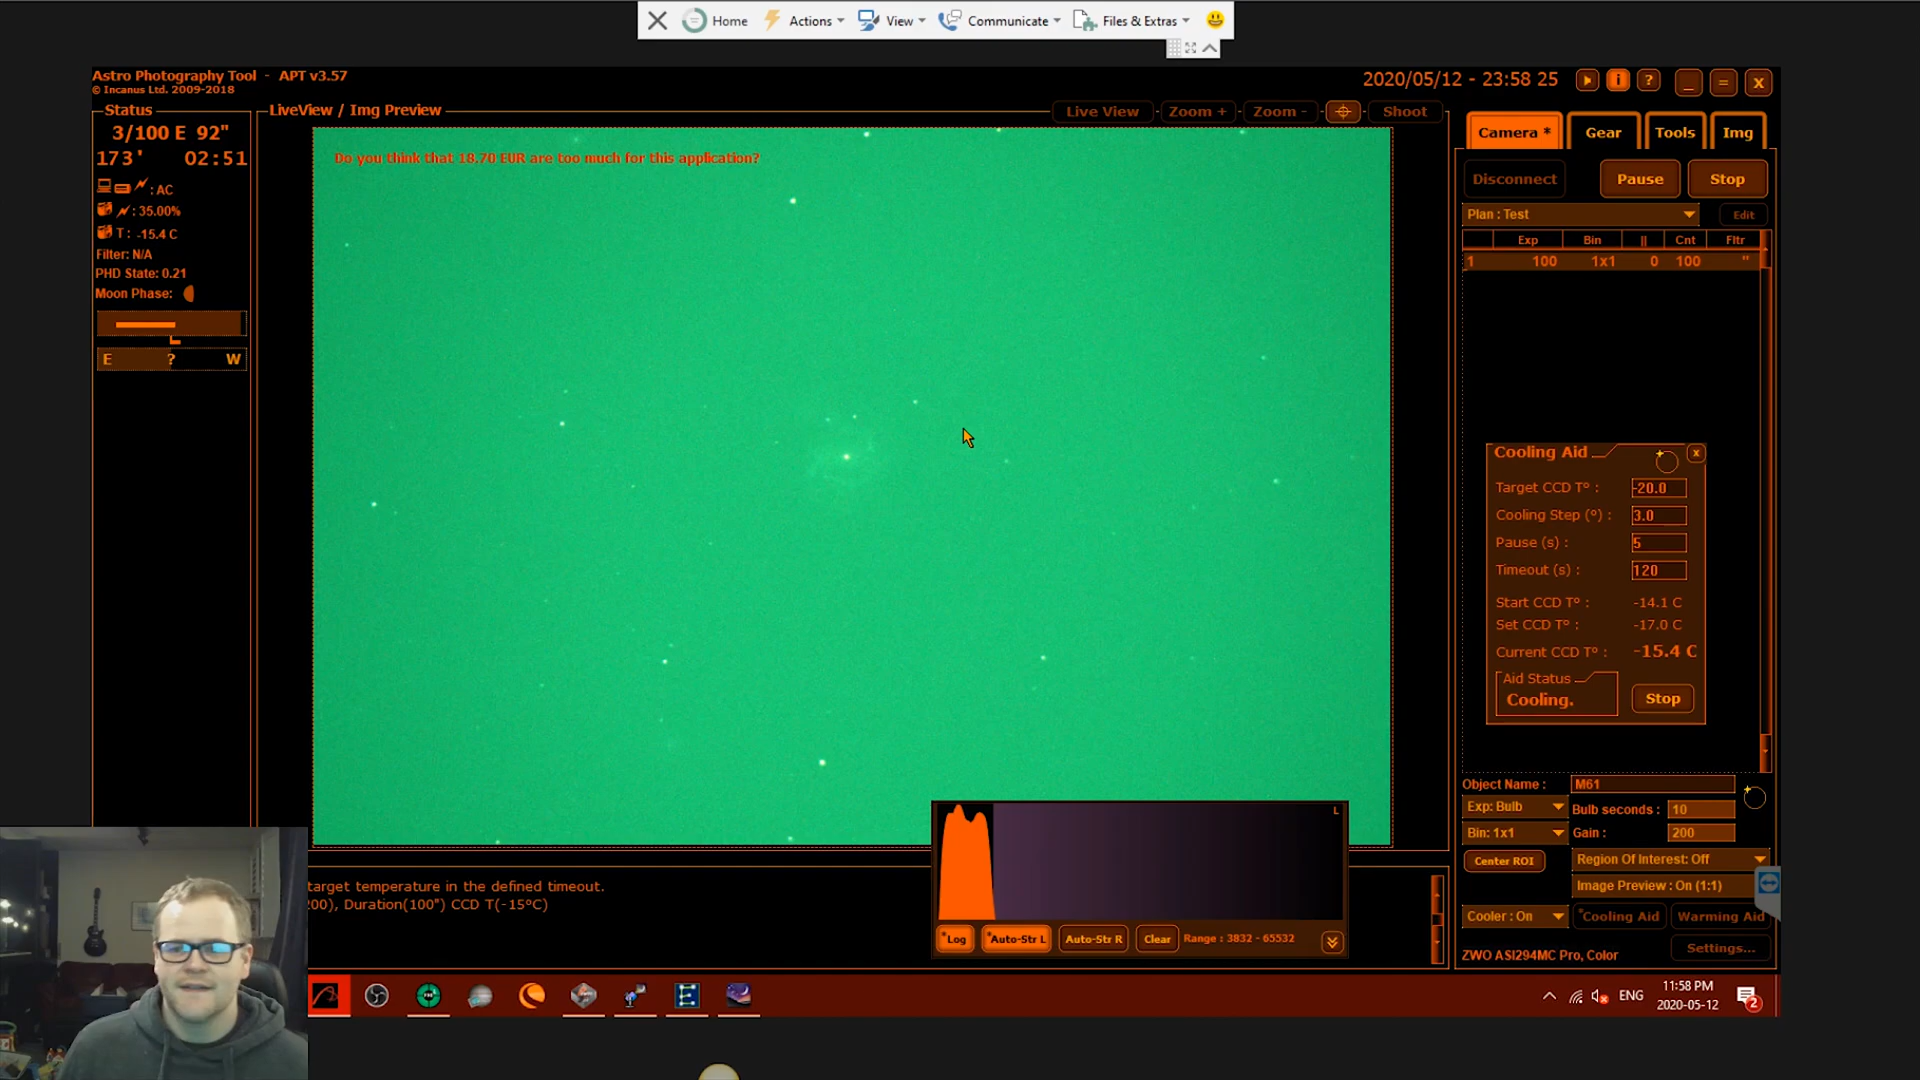 Home Actions View Communicate Files & Extras
Astro Photography Tool - APT v3.57
© Incanus Ltd. 2009-2018
2020/05/12 - 23:58 25
i ? _ = x
Status
3/100 E 92"
173' 02:51
: AC
: 35.00%
T: -15.4 C
Filter: N/A
PHD State: 0.21
Moon Phase:
E ? W
LiveView / Img Preview
Live View Zoom + Zoom - Shoot
Do you think that 18.70 EUR are too much for this application?
Camera * Gear Tools Img
Disconnect Pause Stop
Plan : Test Edit
Exp Bin || Cnt Fltr
1 100 1x1 0 100 "
Cooling Aid x
Target CCD Tº : -20.0
Cooling Step (º) : 3.0
Pause (s) : 5
Timeout (s) : 120
Start CCD Tº : -14.1 C
Set CCD Tº : -17.0 C
Current CCD Tº : -15.4 C
Aid Status
Cooling. Stop
Object Name : M61
Exp: Bulb Bulb seconds : 10
Bin: 1x1 Gain : 200
Center ROI Region Of Interest: Off
Image Preview : On (1:1)
Cooler : On *Cooling Aid Warming Aid
ZWO ASI294MC Pro, Color Settings...
L
*Log *Auto-Str L Auto-Str R Clear Range : 3832 - 65532
target temperature in the defined timeout.
200), Duration(100") CCD T(-15ºC)
ENG 11:58 PM
2020-05-12
2